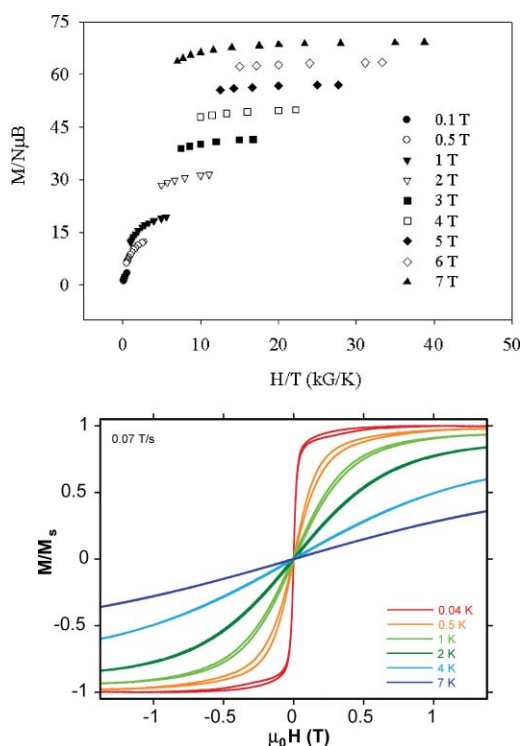 M/NμB
75
60
45
30
15
0
0 10 20 30 40 50
H/T (kG/K)
0.1 T
0.5 T
1 T
2 T
3 T
4 T
5 T
6 T
7 T
0.07 T/s
M/Ms
1
0.5
0
-0.5
-1
-1 -0.5 0 0.5 1
μ0H (T)
0.04 K
0.5 K
1 K
2 K
4 K
7 K